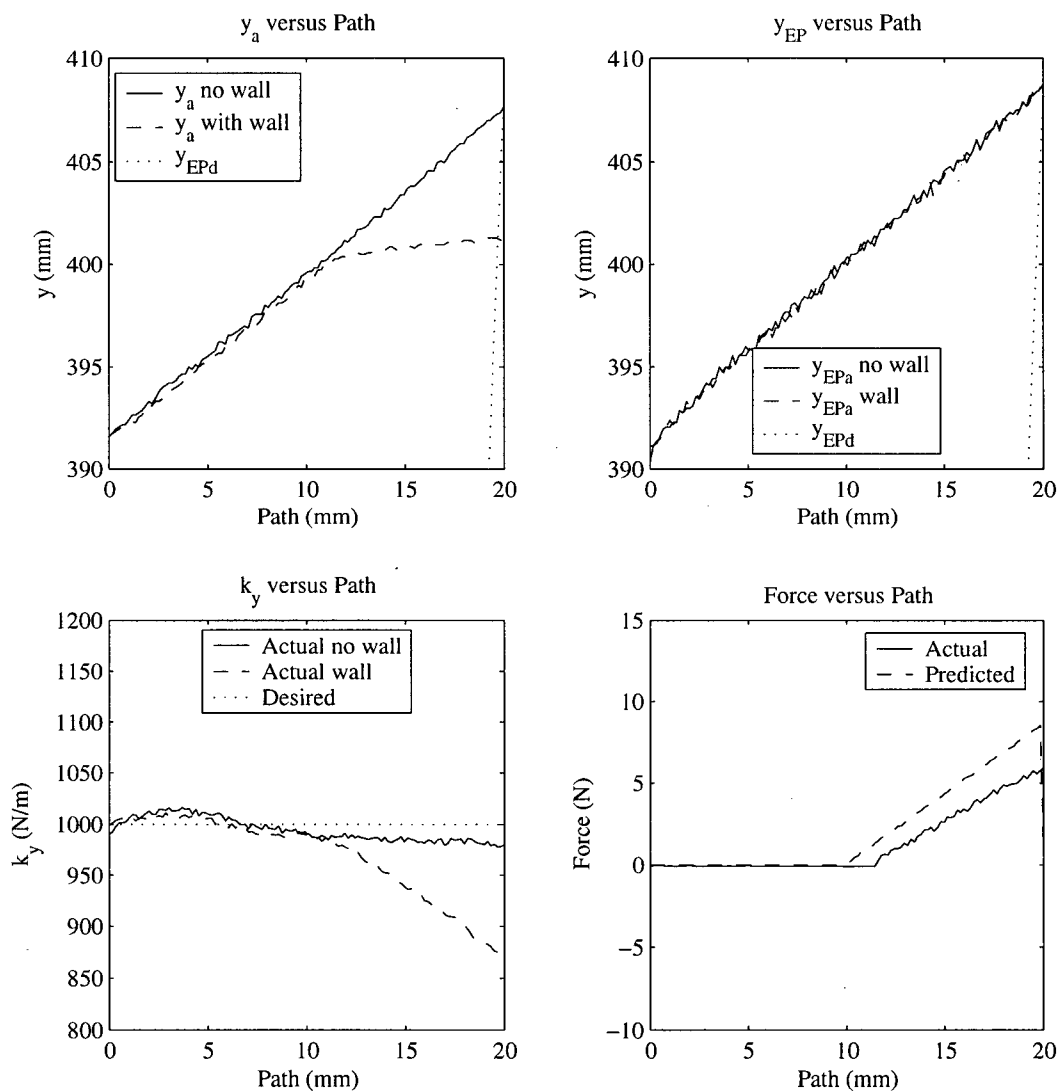 y_a versus Path
y_a no wall
y_a with wall
y_EPd
410
405
400
395
390
y (mm)
0 5 10 15 20
Path (mm)
y_EP versus Path
410
405
400
395
390
y (mm)
y_EPa no wall
y_EPa wall
y_EPd
0 5 10 15 20
Path (mm)
k_y versus Path
Actual no wall
Actual wall
Desired
1200
1150
1100
1050
1000
950
900
850
800
k_y (N/m)
0 5 10 15 20
Path (mm)
Force versus Path
Actual
Predicted
15
10
5
0
−5
−10
Force (N)
0 5 10 15 20
Path (mm)